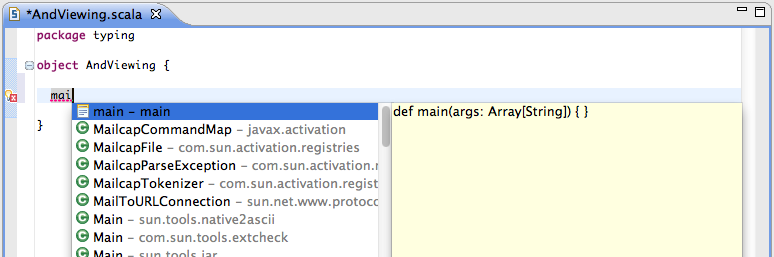 *AndViewing.scala
package typing
object AndViewing {
mai
main – main
def main(args: Array[String]) { }
MailcapCommandMap – javax.activation
MailcapFile – com.sun.activation.registries
MailcapParseException – com.sun.activation.r
MailcapTokenizer – com.sun.activation.regist
MailToURLConnection – sun.net.www.protoco
Main – sun.tools.native2ascii
Main – com.sun.tools.extcheck
Main – sun.tools.jar
}